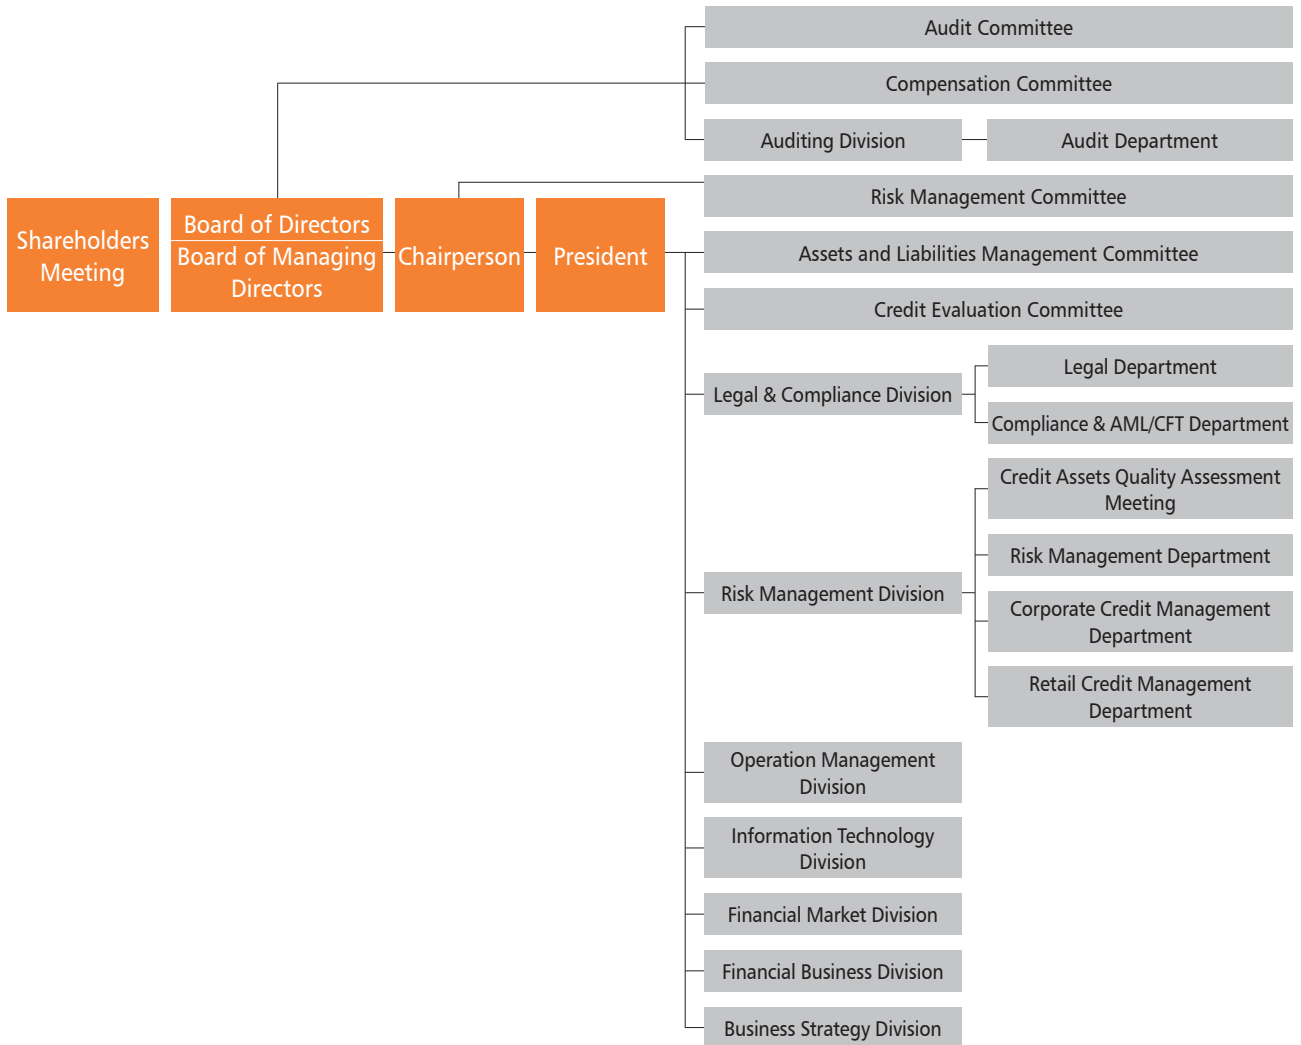 Audit Committee
Compensation Committee
Auditing Division
Audit Department
Risk Management Committee
Shareholders
Meeting
Board of Directors
Board of Managing
Directors
Chairperson
President
Assets and Liabilities Management Committee
Credit Evaluation Committee
Legal & Compliance Division
Legal Department
Compliance & AML/CFT Department
Risk Management Division
Credit Assets Quality Assessment
Meeting
Risk Management Department
Corporate Credit Management
Department
Retail Credit Management
Department
Operation Management
Division
Information Technology
Division
Financial Market Division
Financial Business Division
Business Strategy Division